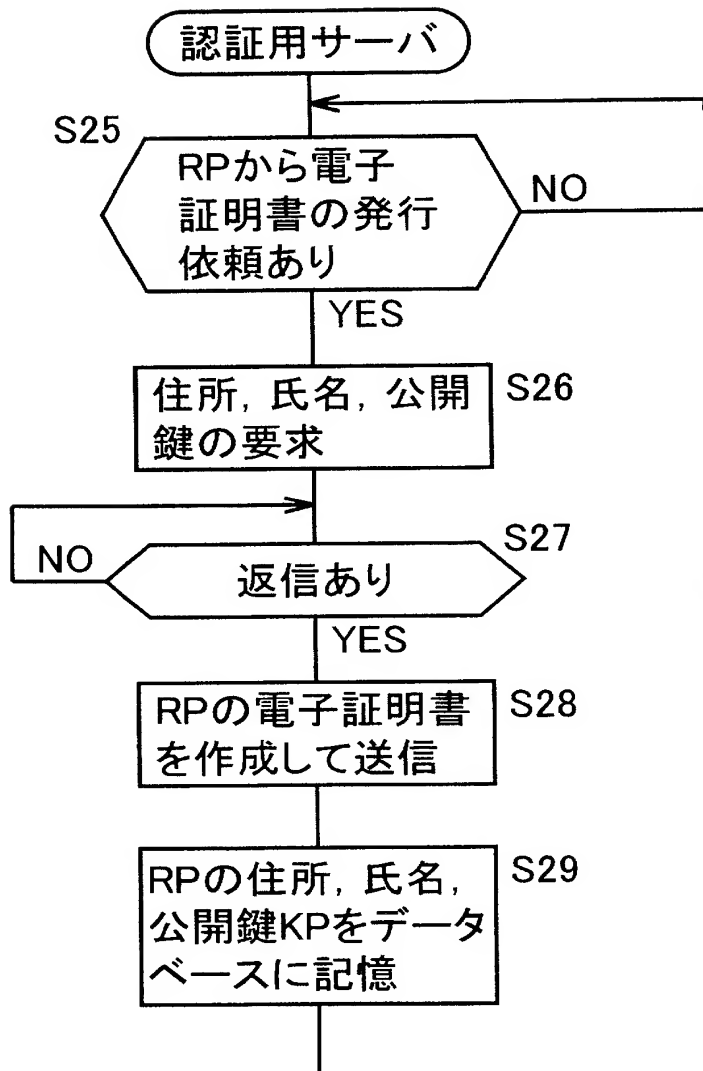 認証用サーバ
S25
RPから電子
証明書の発行
依頼あり
NO
YES
住所, 氏名, 公開
鍵の要求
S26
S27
NO
返信あり
YES
RPの電子証明書
を作成して送信
S28
RPの住所, 氏名,
公開鍵KPをデータ
ベースに記憶
S29